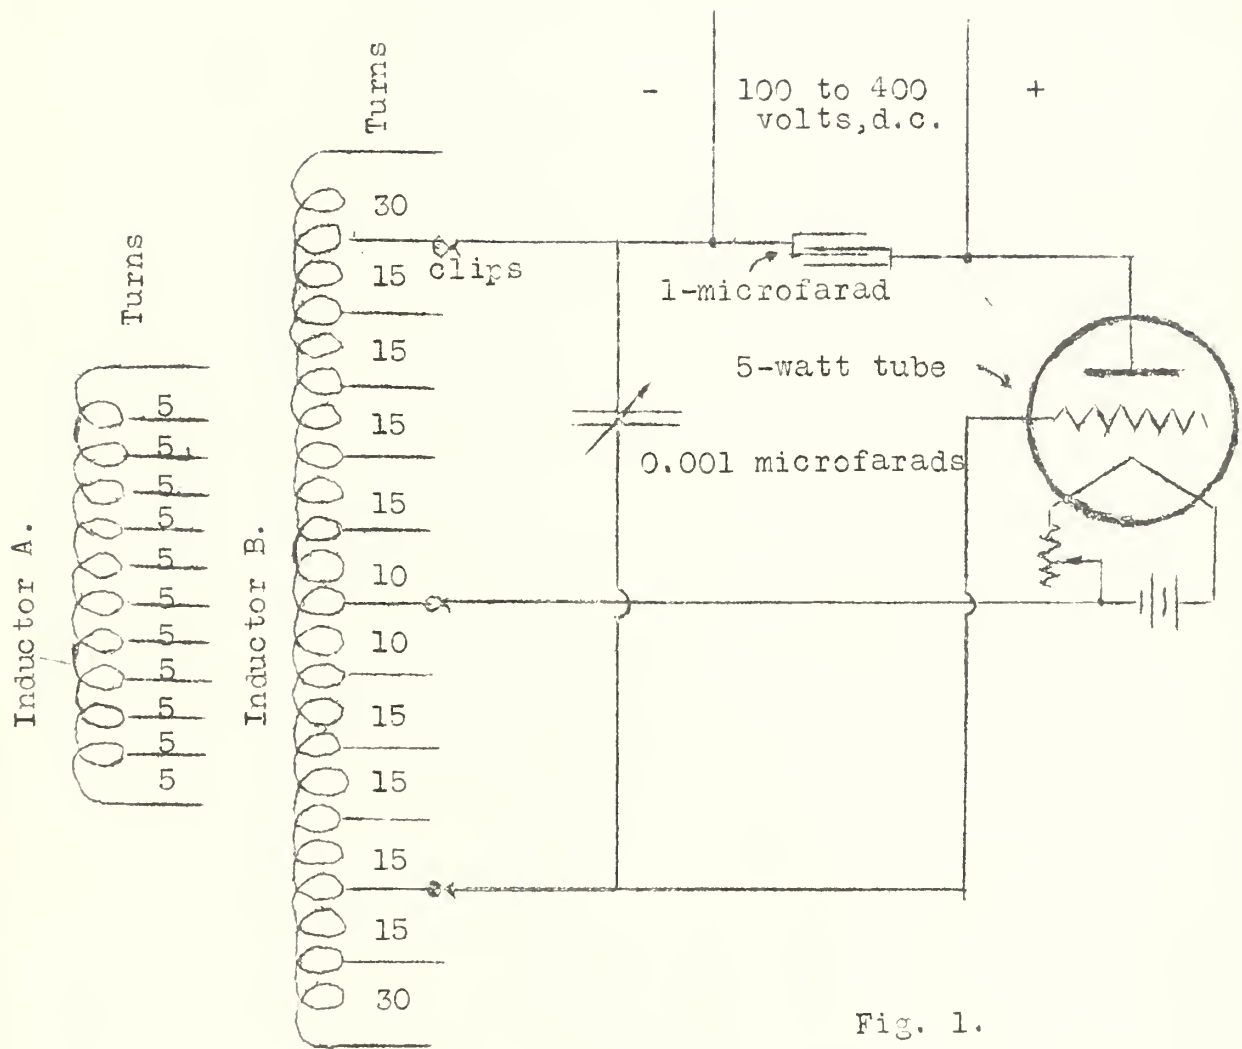 Turns
-
100 to 400
volts,d.c.
+
30
clips
15
1-microfarad
15
5-watt tube
15
0.001 microfarads
15
10
10
15
15
15
15
30
Inductor B.
Turns
5
5
5
5
5
5
5
5
5
5
5
Inductor A.
Fig. 1.